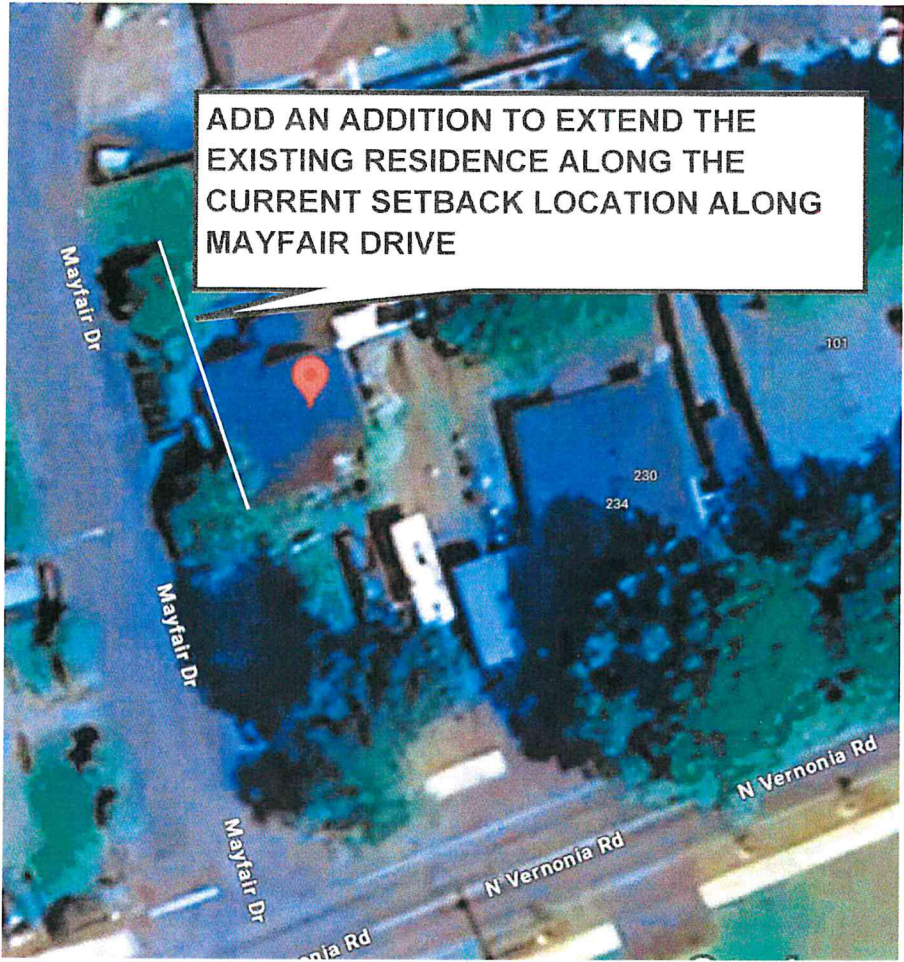 ADD AN ADDITION TO EXTEND THE
EXISTING RESIDENCE ALONG THE
CURRENT SETBACK LOCATION ALONG
MAYFAIR DRIVE
Mayfair Dr
101
230
234
Mayfair Dr
N Vernonia Rd
Mayfair Dr
N Vernonia Rd
Rd